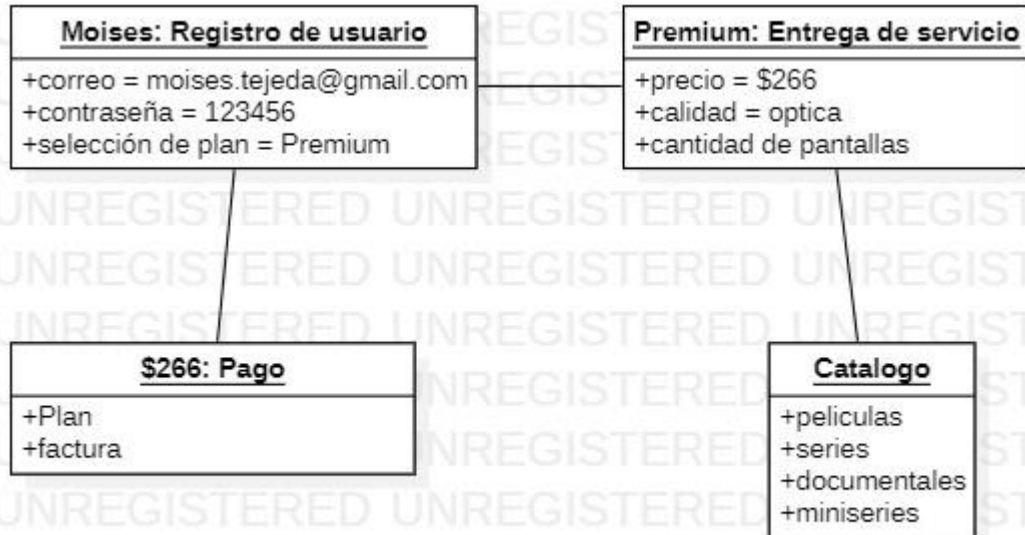 Moises: Registro de usuario
+correo = moises.tejeda@gmail.com
+contraseña = 123456
+selección de plan = Premium
Premium: Entrega de servicio
+precio = $266
+calidad = optica
+cantidad de pantallas
$266: Pago
+Plan
+factura
Catalogo
+peliculas
+series
+documentales
+miniseries
UNREGISTERED UNREGISTERED UNREGIST